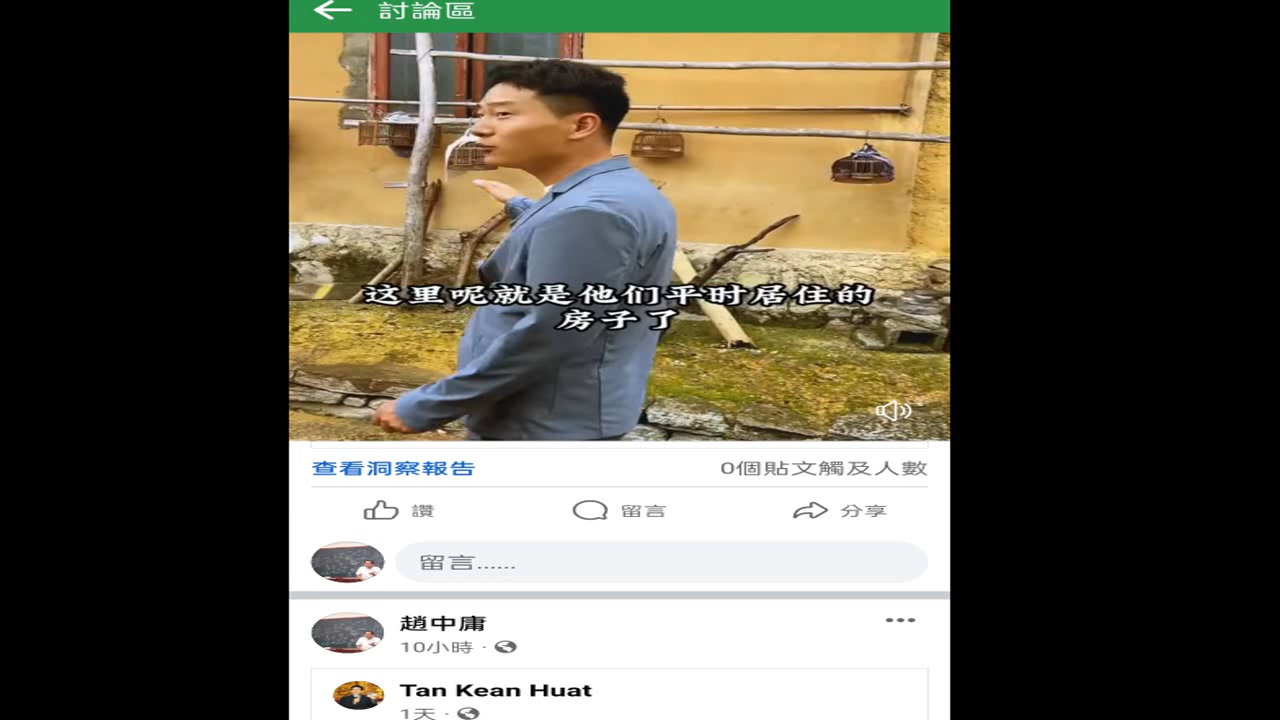 討論區
这里呢就是他们平时居住的
房子了
查看洞察報告
0個貼文觸及人數
讚
留言
分享
留言......
趙中庸
10小時 ·
Tan Kean Huat
1天 ·